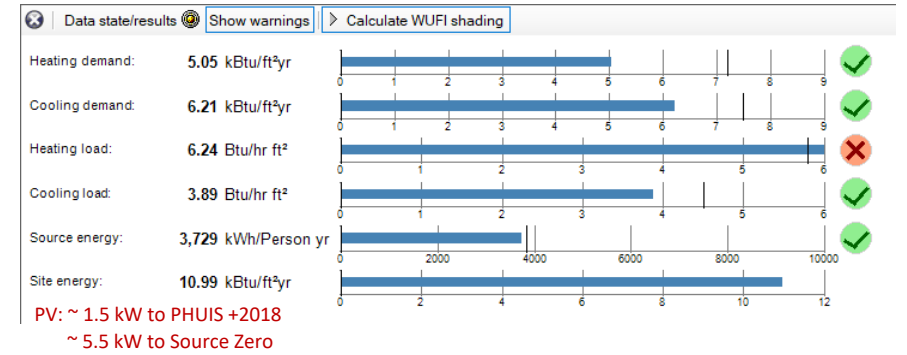 Data state/results Show warnings Calculate WUFI shading
Heating demand: 5.05 kBtu/ft²yr
0 1 2 3 4 5 6 7 8 9
Cooling demand: 6.21 kBtu/ft²yr
0 1 2 3 4 5 6 7 8 9
Heating load: 6.24 Btu/hr ft²
0 1 2 3 4 5 6
Cooling load: 3.89 Btu/hr ft²
0 1 2 3 4 5 6
Source energy: 3,729 kWh/Person yr
0 2000 4000 6000 8000 10000
Site energy: 10.99 kBtu/ft²yr
0 2 4 6 8 10 12
PV: ~ 1.5 kW to PHUIS +2018
~ 5.5 kW to Source Zero